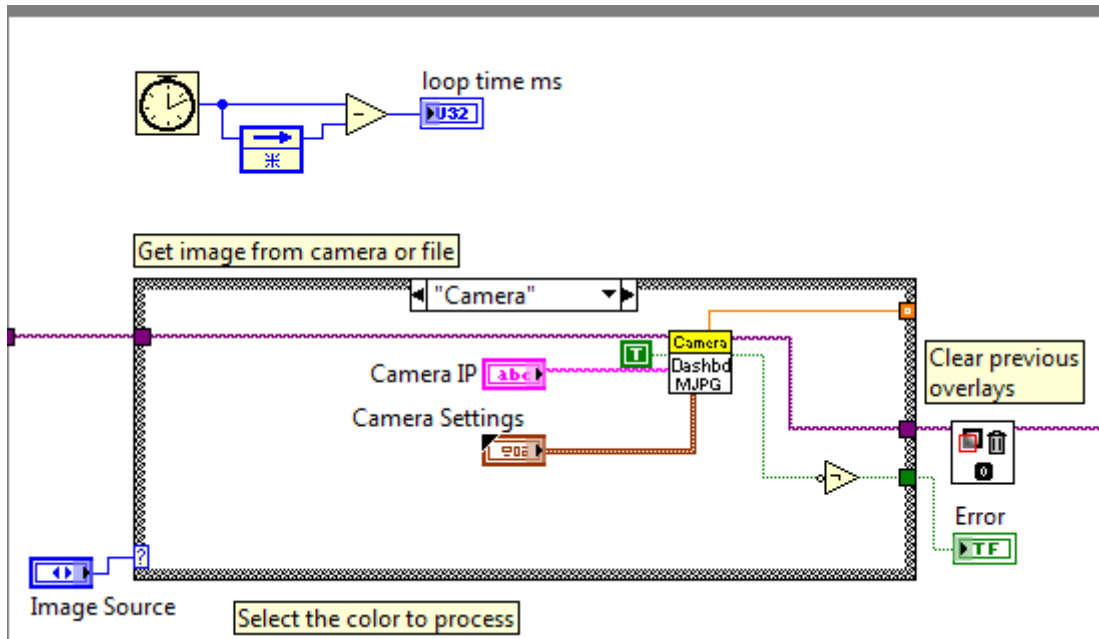 loop time ms
U32
Get image from camera or file
"Camera"
Camera
Dashbd
MJPG
T
Camera IP
abc
Camera Settings
Clear previous
overlays
0
Error
TF
?
Image Source
Select the color to process